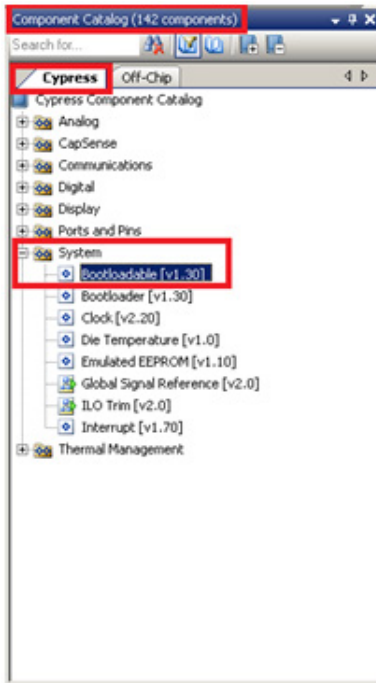 Component Catalog (142 components)
Search for...
Cypress Off-Chip
Cypress Component Catalog
Analog
CapSense
Communications
Digital
Display
Ports and Pins
System
Bootloadable [v1.30]
Bootloader [v1.30]
Clock [v2.20]
Die Temperature [v1.0]
Emulated EEPROM [v1.10]
Global Signal Reference [v2.0]
ILO Trim [v2.0]
Interrupt [v1.70]
Thermal Management